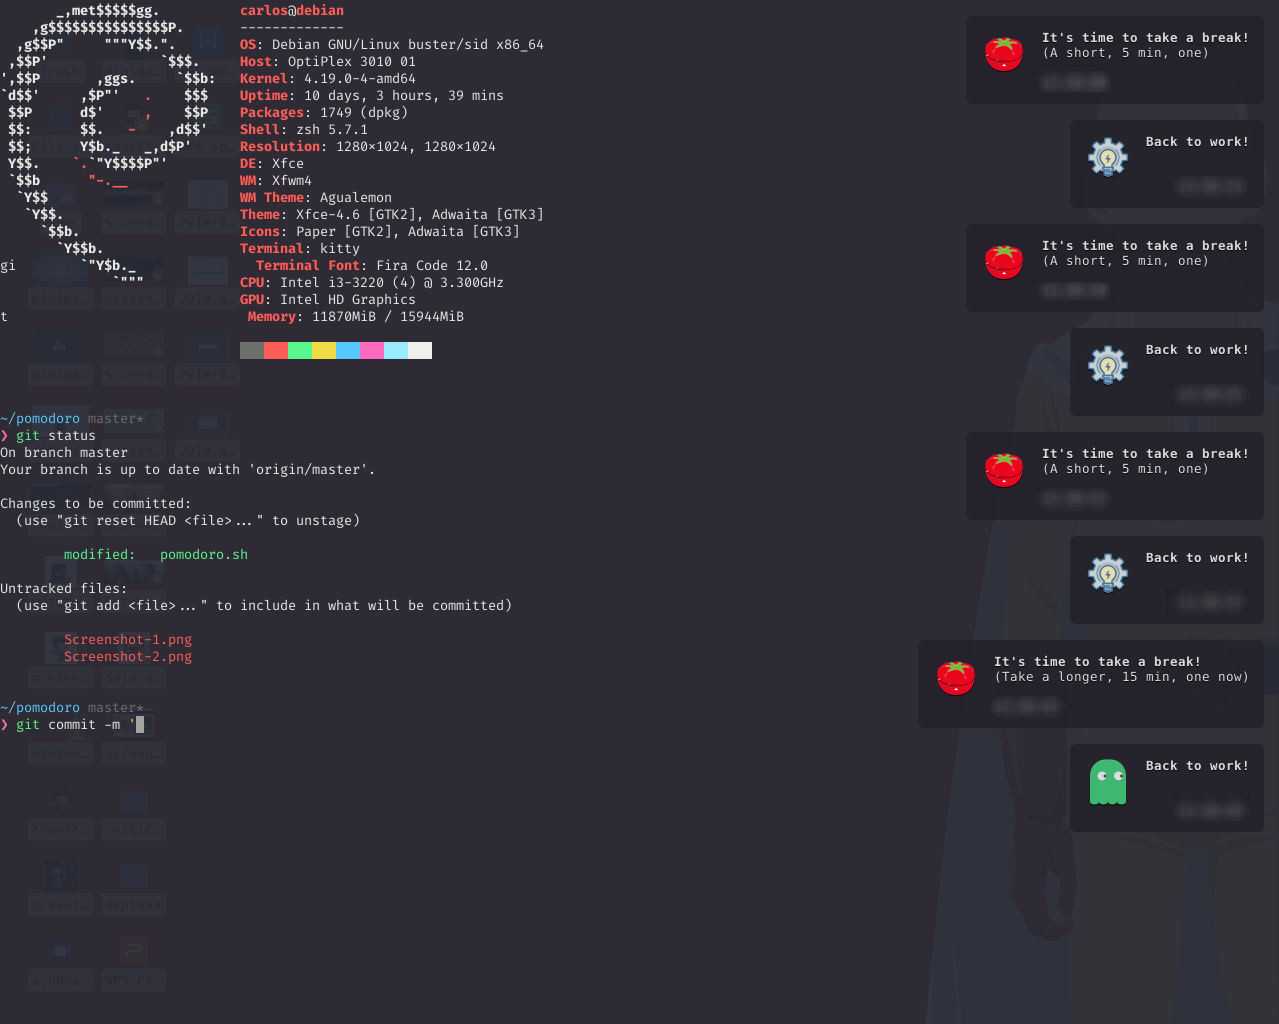 carlos@debian
-------------
OS: Debian GNU/Linux buster/sid x86_64
Host: OptiPlex 3010 01
Kernel: 4.19.0-4-amd64
Uptime: 10 days, 3 hours, 39 mins
Packages: 1749 (dpkg)
Shell: zsh 5.7.1
Resolution: 1280×1024, 1280×1024
DE: Xfce
WM: Xfwm4
WM Theme: Agualemon
Theme: Xfce-4.6 [GTK2], Adwaita [GTK3]
Icons: Paper [GTK2], Adwaita [GTK3]
Terminal: kitty
gi
Terminal Font: Fira Code 12.0
CPU: Intel i3-3220 (4) @ 3.300GHz
GPU: Intel HD Graphics
t
Memory: 11870MiB / 15944MiB
~/pomodoro master*
❯ git status
On branch master
Your branch is up to date with 'origin/master'.
Changes to be committed:
(use "git reset HEAD <file>..." to unstage)
modified:   pomodoro.sh
Untracked files:
(use "git add <file>..." to include in what will be committed)
Screenshot-1.png
Screenshot-2.png
~/pomodoro master*
❯ git commit -m '
It's time to take a break!
(A short, 5 min, one)
Back to work!
It's time to take a break!
(A short, 5 min, one)
Back to work!
It's time to take a break!
(A short, 5 min, one)
Back to work!
It's time to take a break!
(Take a longer, 15 min, one now)
Back to work!